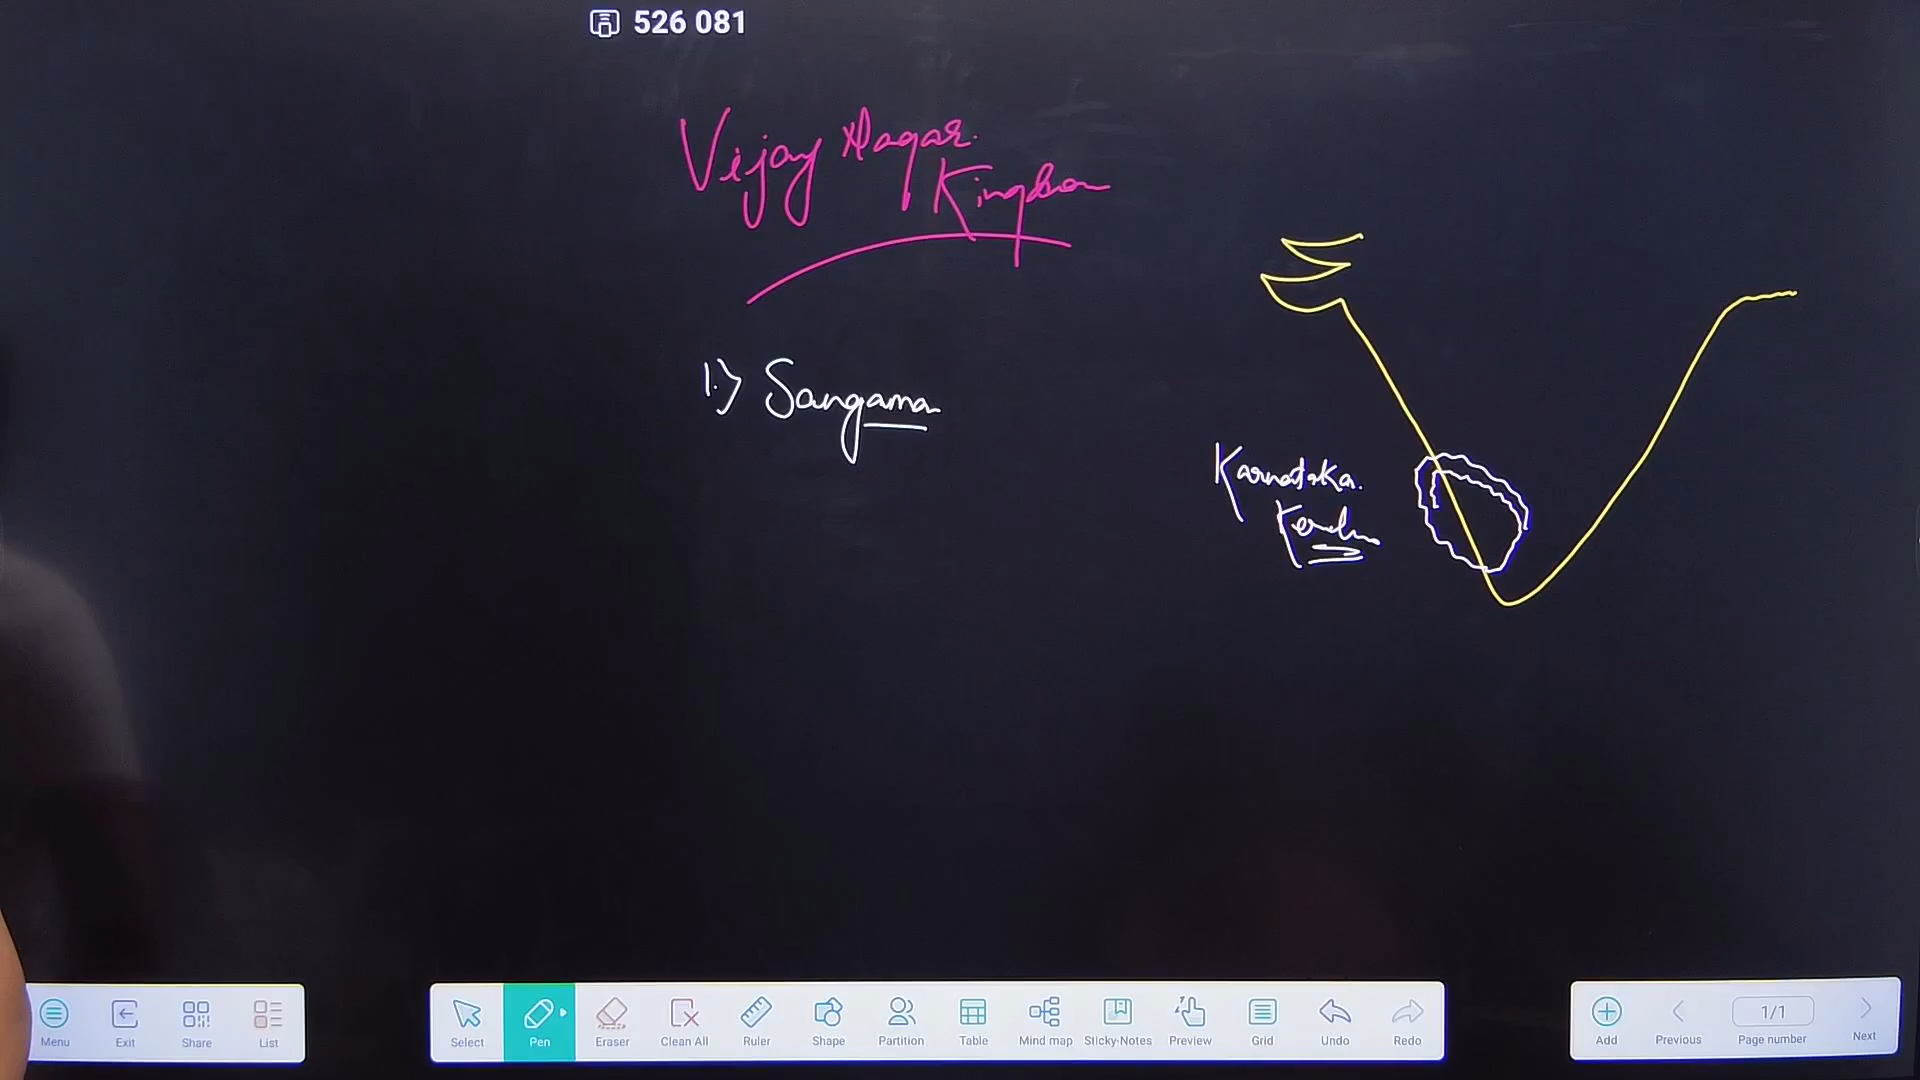 526 081
Vijay Nagar
Kingdom
1.) Sangama
Karnataka.
Menu Exit Share List
Select Pen Eraser Clean All Ruler Shape Partition Table Mind map Sticky-Notes Preview Grid Undo Redo
Add Previous 1/1 Page number Next